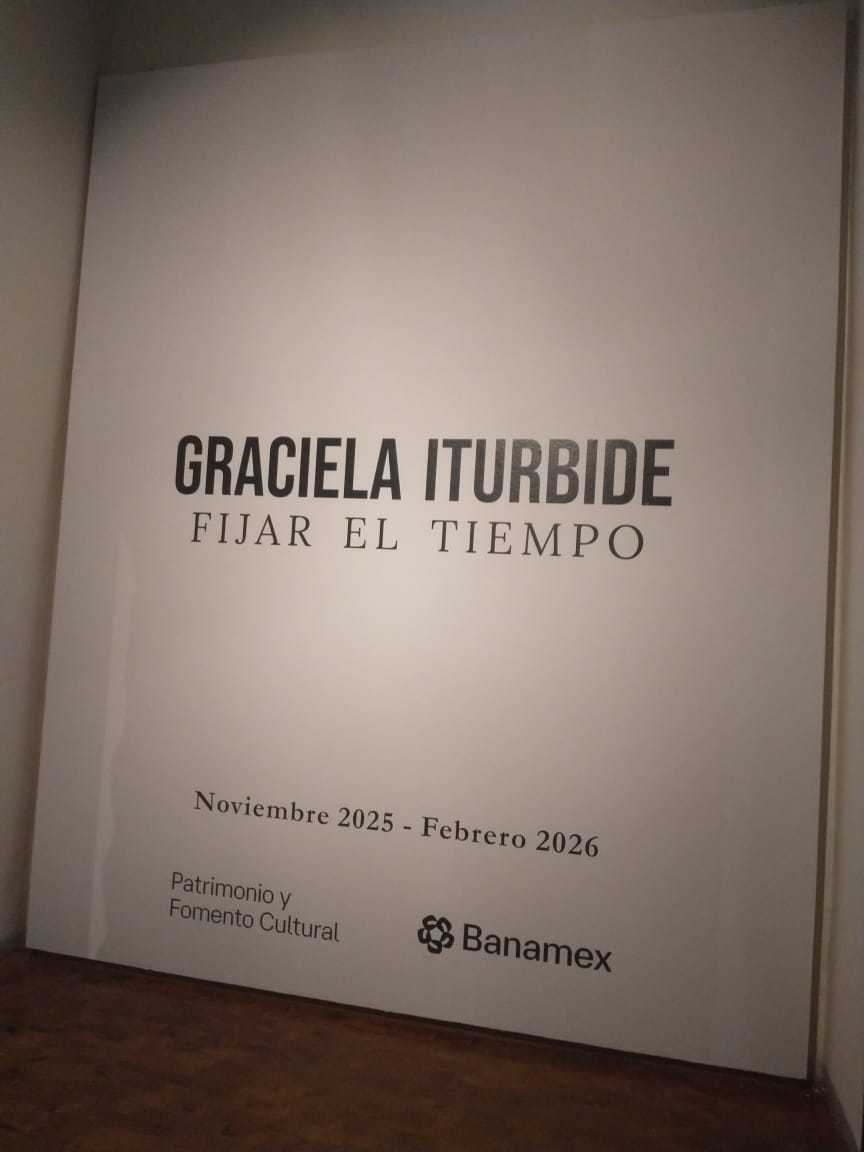 GRACIELA ITURBIDE
FIJAR EL TIEMPO
Noviembre 2025 - Febrero 2026
Patrimonio y
Fomento Cultural
Banamex